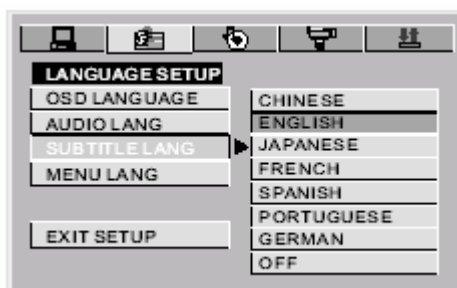 LANGUAGE SETUP
OSD LANGUAGE
AUDIO LANG
SUBTITLE LANG
MENU LANG
EXIT SETUP
CHINESE
ENGLISH
JAPANESE
FRENCH
SPANISH
PORTUGUESE
GERMAN
OFF